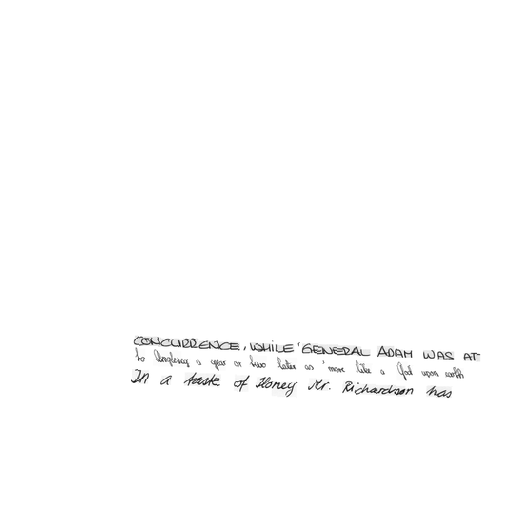 CONCURRENCE, WHILE 'GENERAL ADAM WAS AT
to Anglesey a year or two later as 'more like a God upon earth
In a taste of Honey Mr. Richardson has